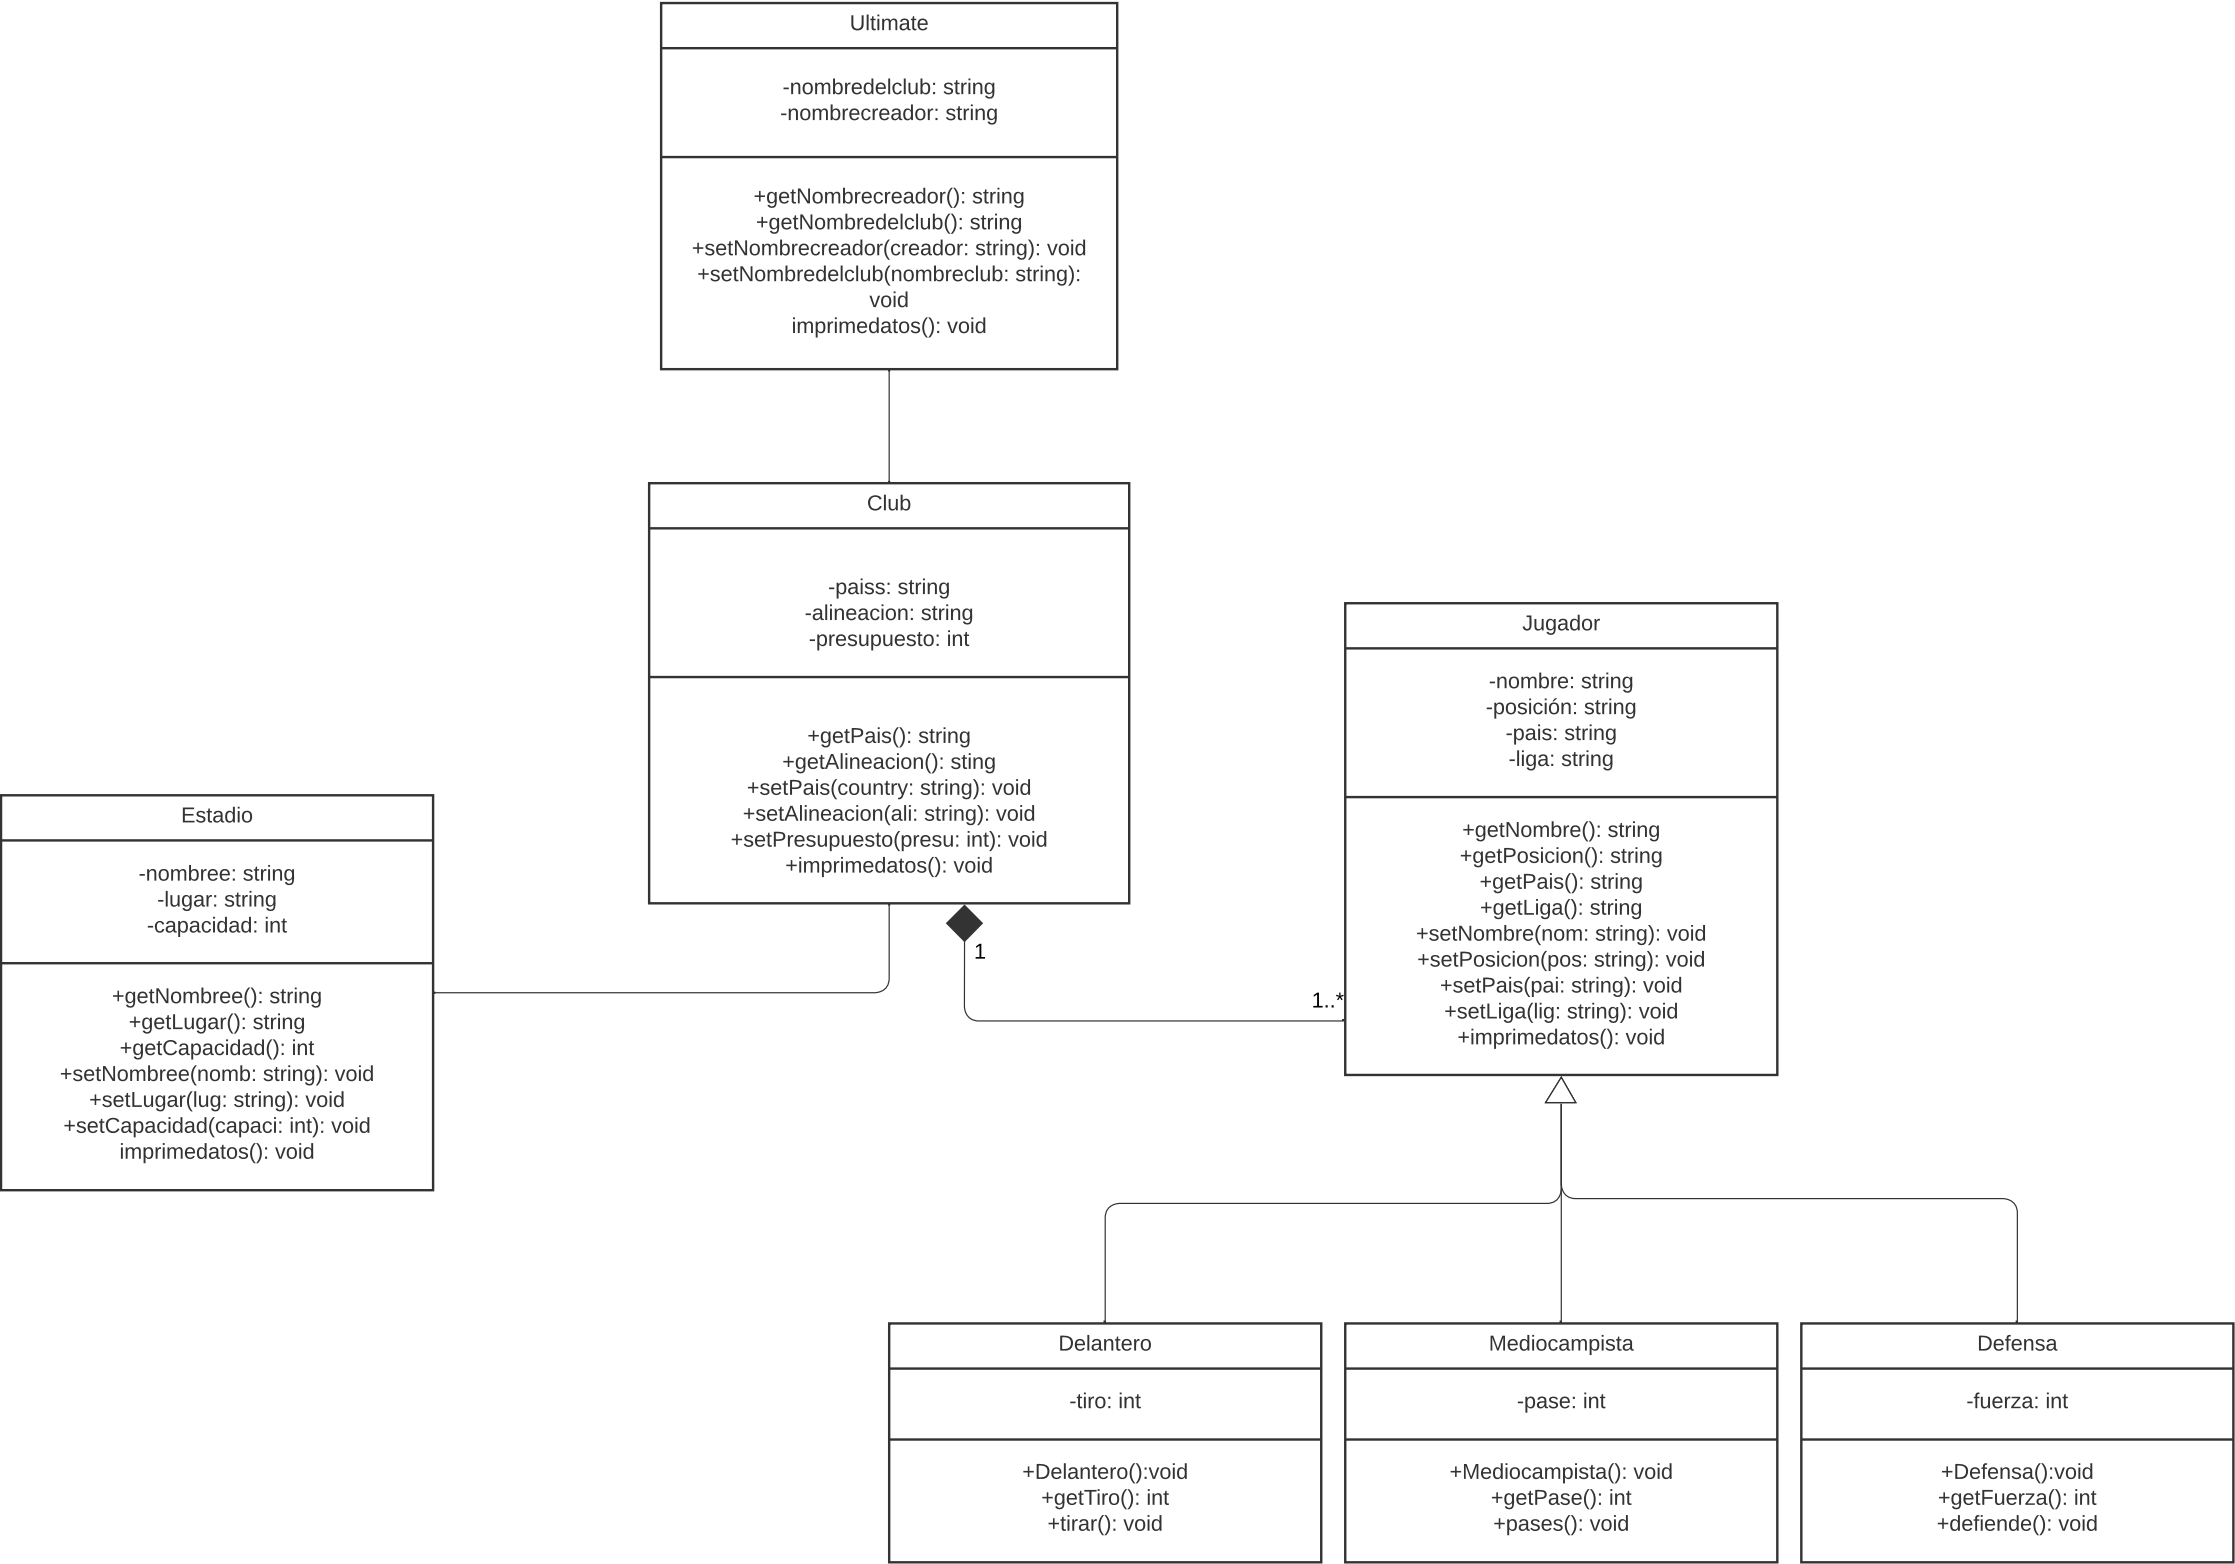 Ultimate
-nombredelclub: string
-nombrecreador: string
+getNombrecreador(): string
+getNombredelclub(): string
+setNombrecreador(creador: string): void
+setNombredelclub(nombreclub: string):
void
imprimedatos(): void
Club
-paiss: string
-alineacion: string
-presupuesto: int
+getPais(): string
+getAlineacion(): sting
+setPais(country: string): void
+setAlineacion(ali: string): void
+setPresupuesto(presu: int): void
+imprimedatos(): void
Jugador
-nombre: string
-posición: string
-pais: string
-liga: string
+getNombre(): string
+getPosicion(): string
+getPais(): string
+getLiga(): string
+setNombre(nom: string): void
+setPosicion(pos: string): void
+setPais(pai: string): void
+setLiga(lig: string): void
+imprimedatos(): void
Estadio
-nombree: string
-lugar: string
-capacidad: int
+getNombree(): string
+getLugar(): string
+getCapacidad(): int
+setNombree(nomb: string): void
+setLugar(lug: string): void
+setCapacidad(capaci: int): void
imprimedatos(): void
1
1..*
Delantero
-tiro: int
+Delantero():void
+getTiro(): int
+tirar(): void
Mediocampista
-pase: int
+Mediocampista(): void
+getPase(): int
+pases(): void
Defensa
-fuerza: int
+Defensa():void
+getFuerza(): int
+defiende(): void